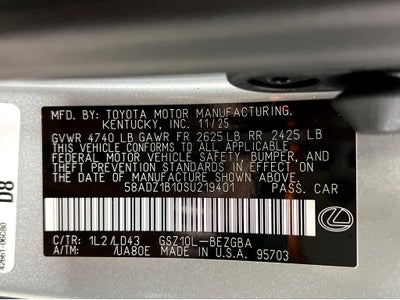 MFD. BY: TOYOTA MOTOR MANUFACTURING.
KENTUCKY, INC. 11/25
GVWR 4740 LB GAWR FR 2625 LB RR 2425 LB
THIS VEHICLE CONFORMS TO ALL APPLICABLE
FEDERAL MOTOR VEHICLE SAFETY, BUMPER, AND
THEFT PREVENTION STANDARDS IN EFFECT ON
THE DATE OF MANUFACTURE SHOWN ABOVE.
58ADZ1B10SU219401 PASS. CAR
C/TR: 1L2/LD43 GSZ10L-BEZGBA
A/TM: /UA80E U.S.A. 95703
D8
42661-06C80